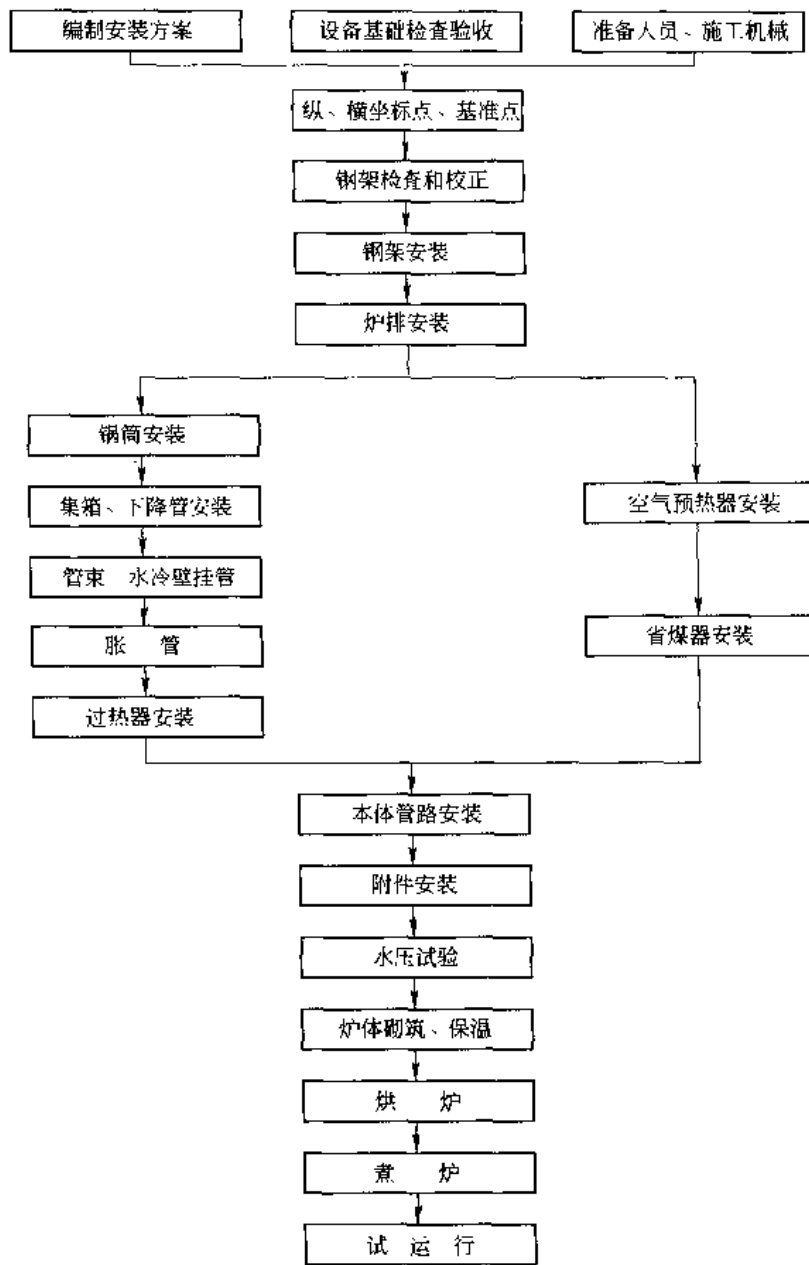 编制安装方案
设备基础检查验收
准备人员、施工机械
纵、横坐标点、基准点
钢架检查和校正
钢架安装
炉排安装
锅筒安装
集箱、下降管安装
空气预热器安装
管束 水冷壁挂管
胀 管
省煤器安装
过热器安装
本体管路安装
附件安装
水压试验
炉体砌筑、保温
烘 炉
煮 炉
试 运 行